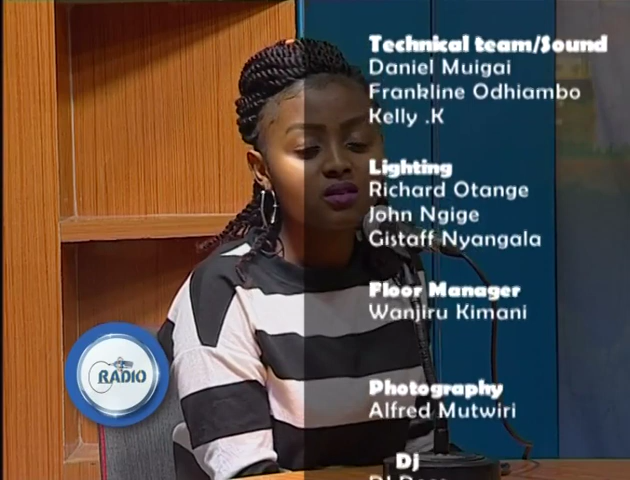 Technical team/Sound
Daniel Muigai
Frankline Odhiambo
Kelly .K
Lighting
Richard Otange
John Ngige
Gistaff Nyangala
Floor Manager
Wanjiru Kimani
Photography
Alfred Mutwiri
Dj
RADIO